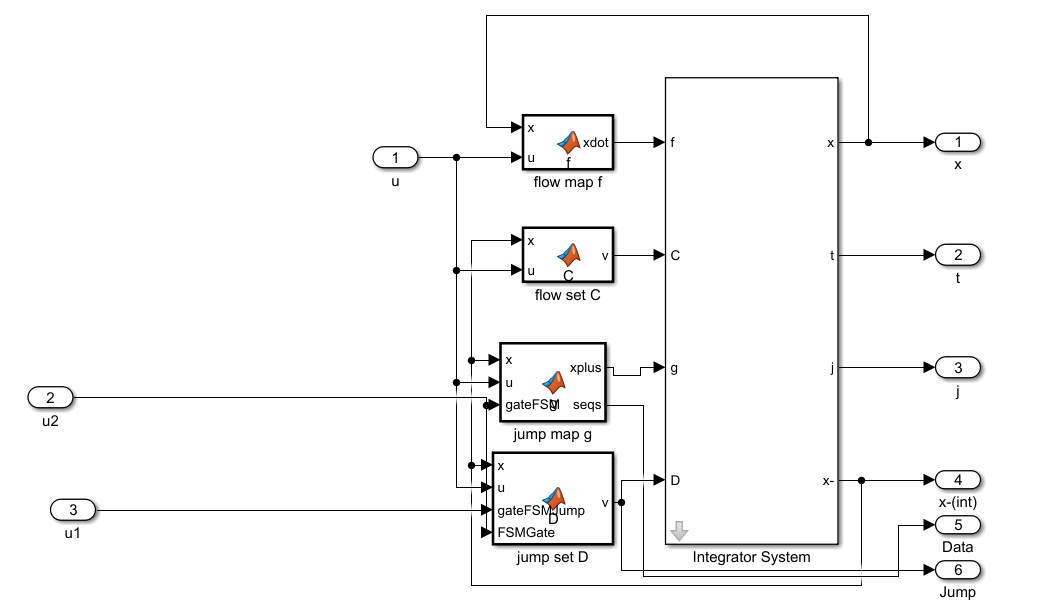 x
xdot
f
x
1
x
1
u
u
f
flow map f
x
v
C
t
2
t
u
C
flow set C
x
xplus
g
j
3
j
u
gateFSM
g
seqs
jump map g
2
u2
x
D
x-
4
x-(int)
u
v
3
u1
gateFSMJump
D
FSMGate
jump set D
Integrator System
5
Data
6
Jump